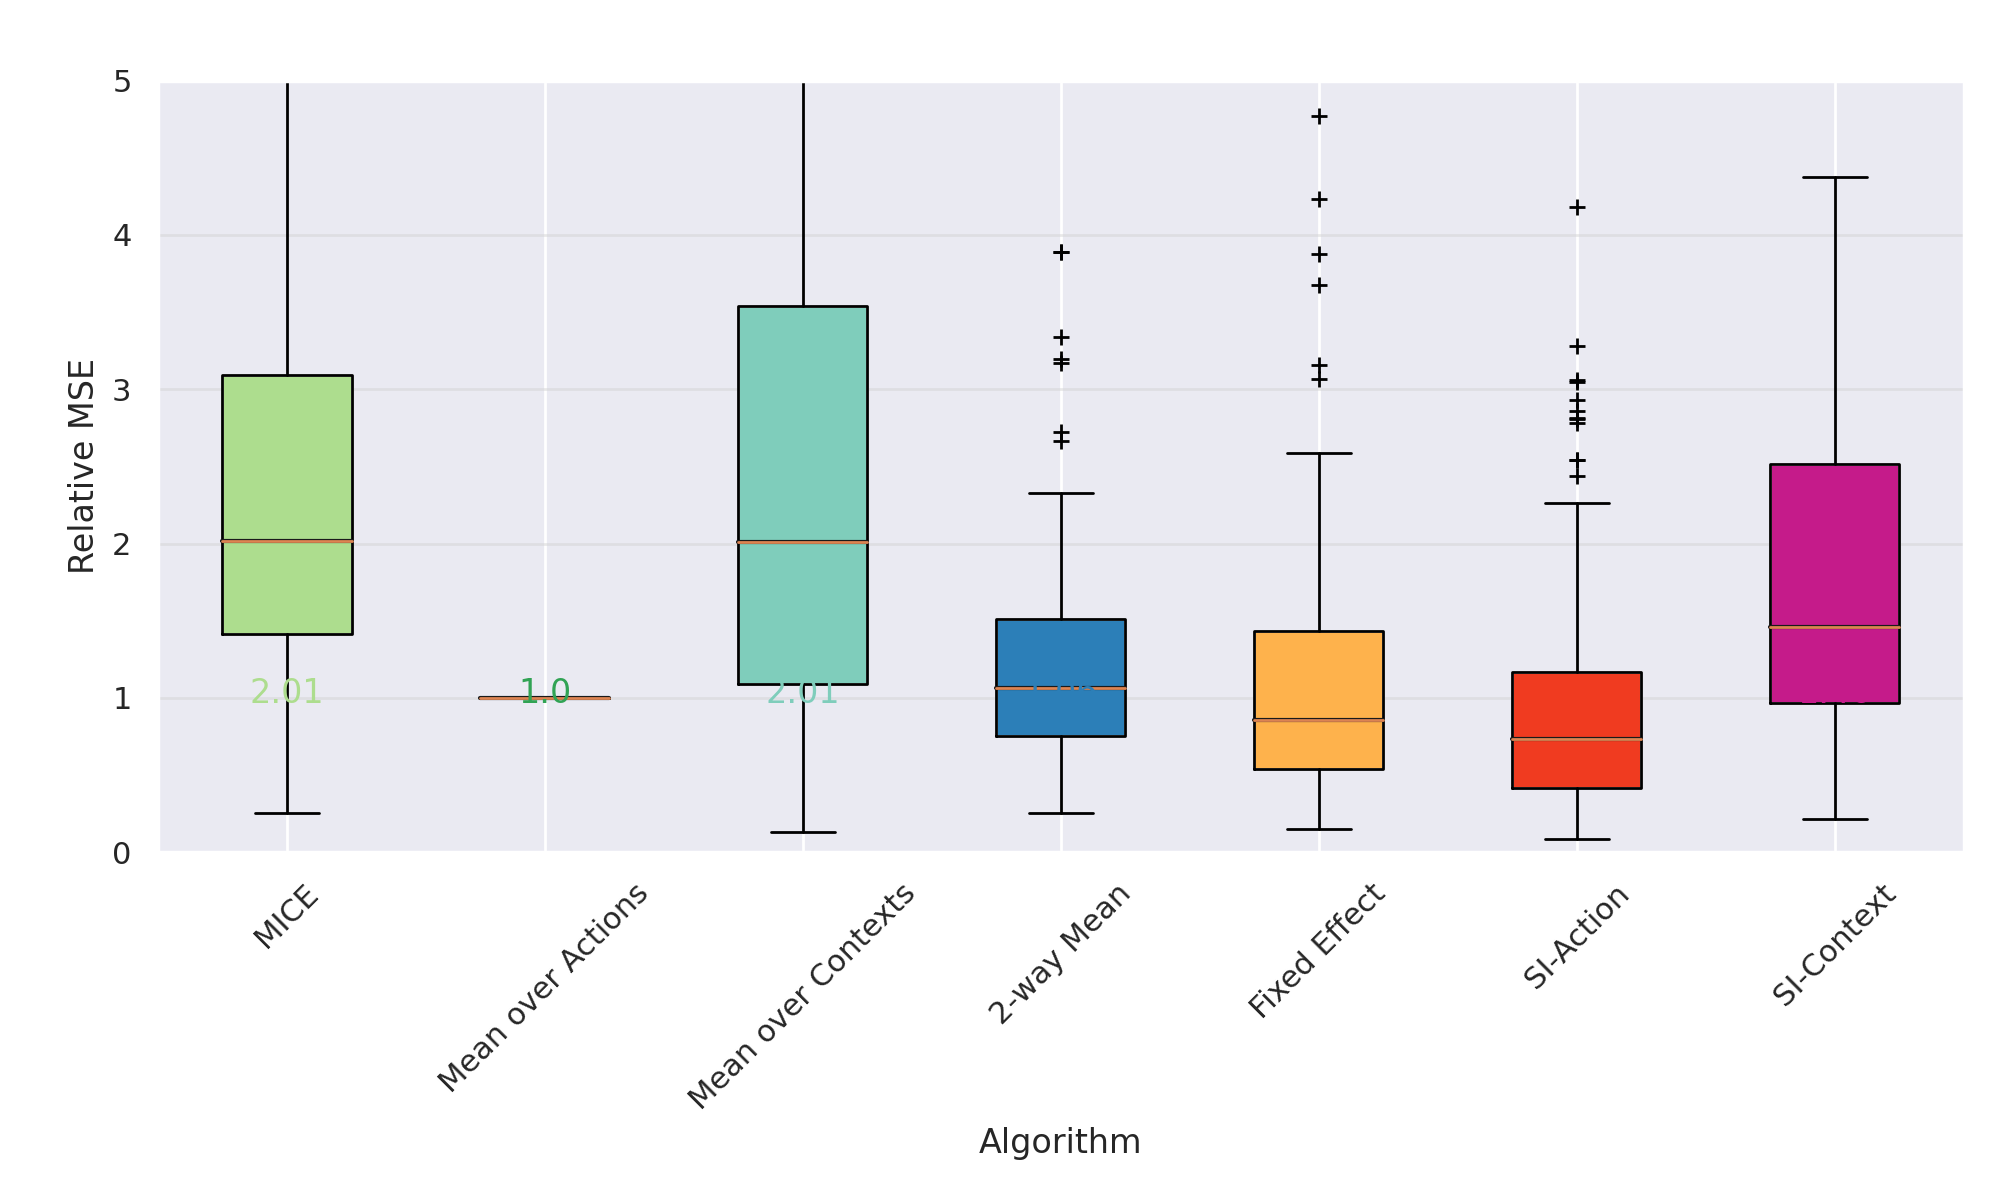 5
4
3
2
1
0
Relative MSE
2.01
1.0
2.01
MICE
Mean over Actions
Mean over Contexts
2-way Mean
Fixed Effect
SI-Action
SI-Context
Algorithm